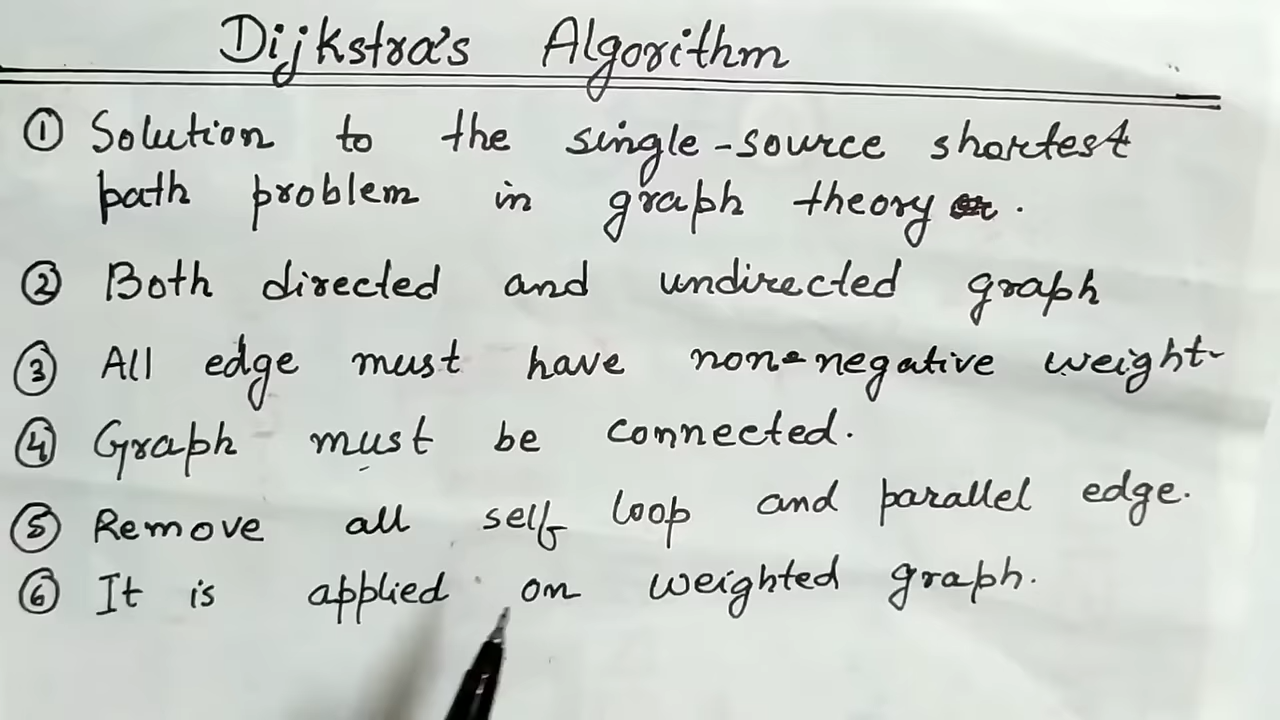 Dijkstra's Algorithm
① Solution to the single-source shortest
path problem in graph theory .
② Both directed and undirected graph
③ All edge must have non-negative weight-
④ Graph must be connected.
⑤ Remove all self loop and parallel edge.
⑥ It is applied on weighted graph.